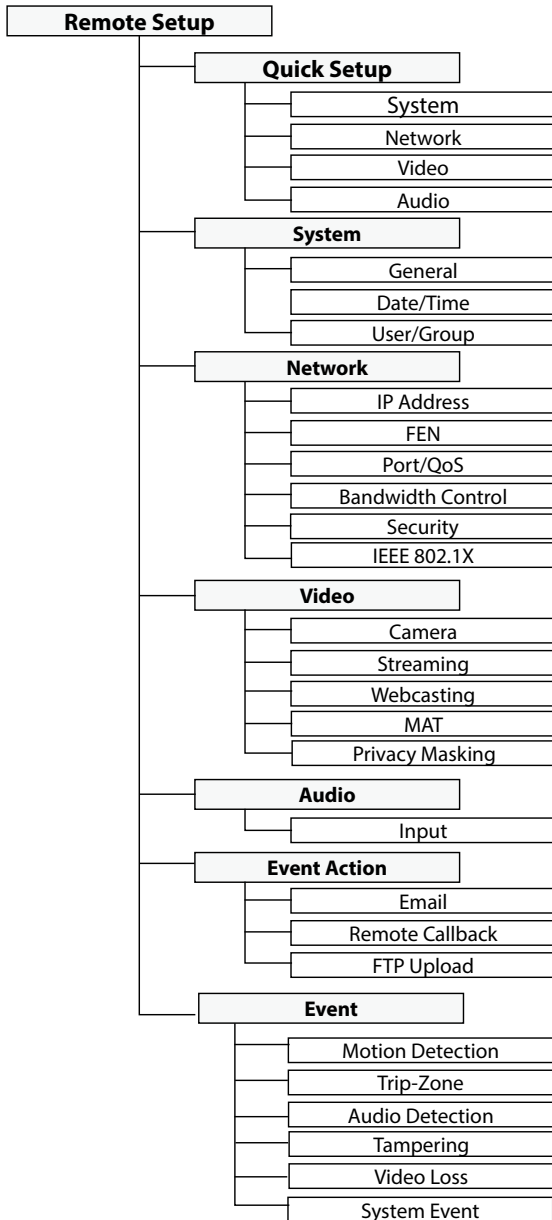 Remote Setup
Quick Setup
System
Network
Video
Audio
System
General
Date/Time
User/Group
Network
IP Address
FEN
Port/QoS
Bandwidth Control
Security
IEEE 802.1X
Video
Camera
Streaming
Webcasting
MAT
Privacy Masking
Audio
Input
Event Action
Email
Remote Callback
FTP Upload
Event
Motion Detection
Trip-Zone
Audio Detection
Tampering
Video Loss
System Event